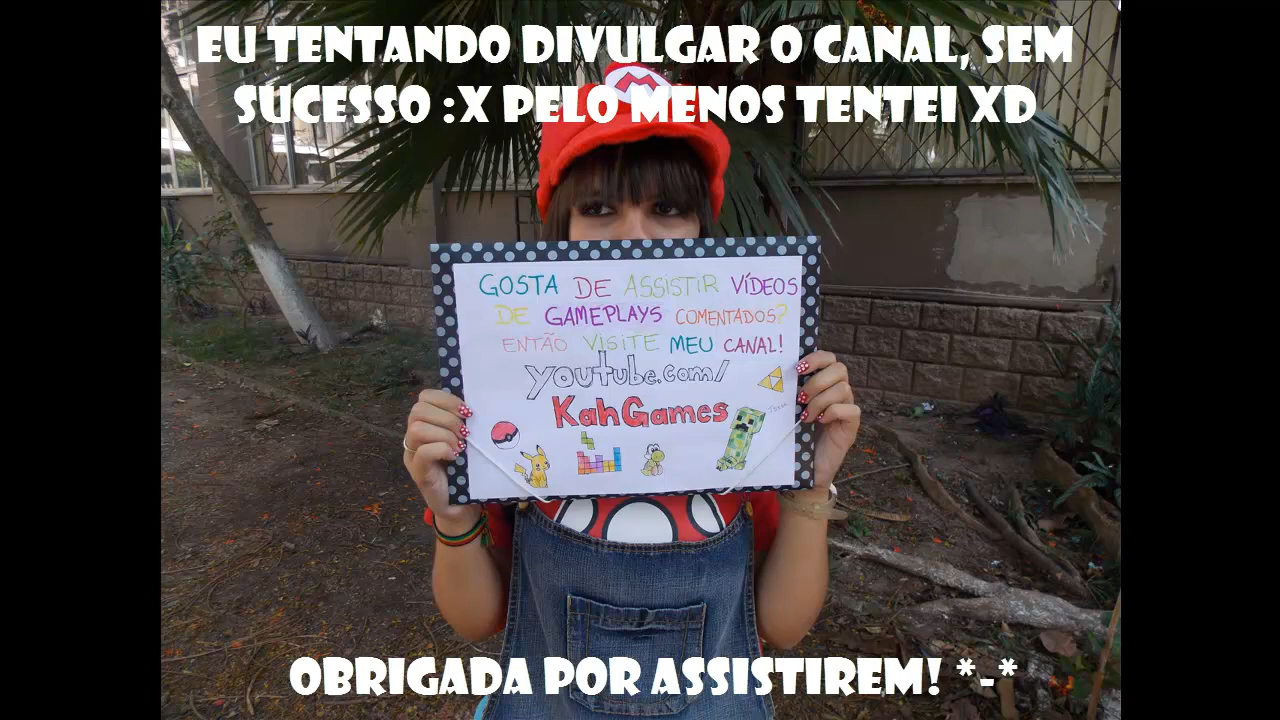 EU TENTANDO DIVULGAR O CANAL, SEM
SUCESSO :X PELO MENOS TENTEI XD
M
GOSTA DE ASSISTIR VÍDEOS
DE GAMEPLAYS COMENTADOS?
ENTÃO VISITE MEU CANAL!
youtube.com/
KahGames
OBRIGADA POR ASSISTIREM! *-*